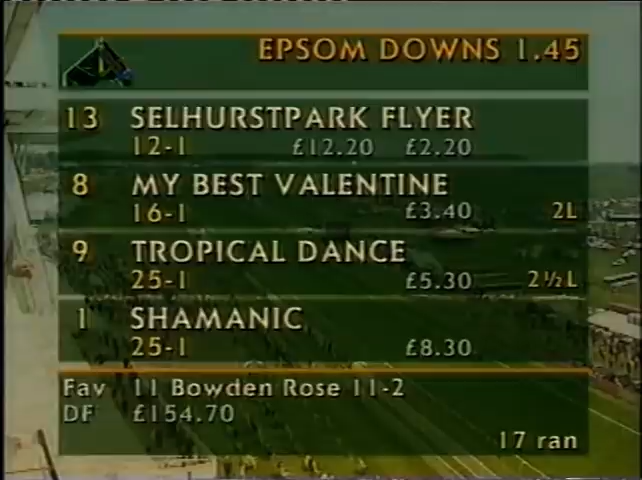 EPSOM DOWNS 1.45
13 SELHURSTPARK FLYER
12-1 £12.20 £2.20
8 MY BEST VALENTINE
16-1 £3.40 2L
9 TROPICAL DANCE
25-1 £5.30 2½L
1 SHAMANIC
25-1 £8.30
Fav 11 Bowden Rose 11-2
DF £154.70
17 ran